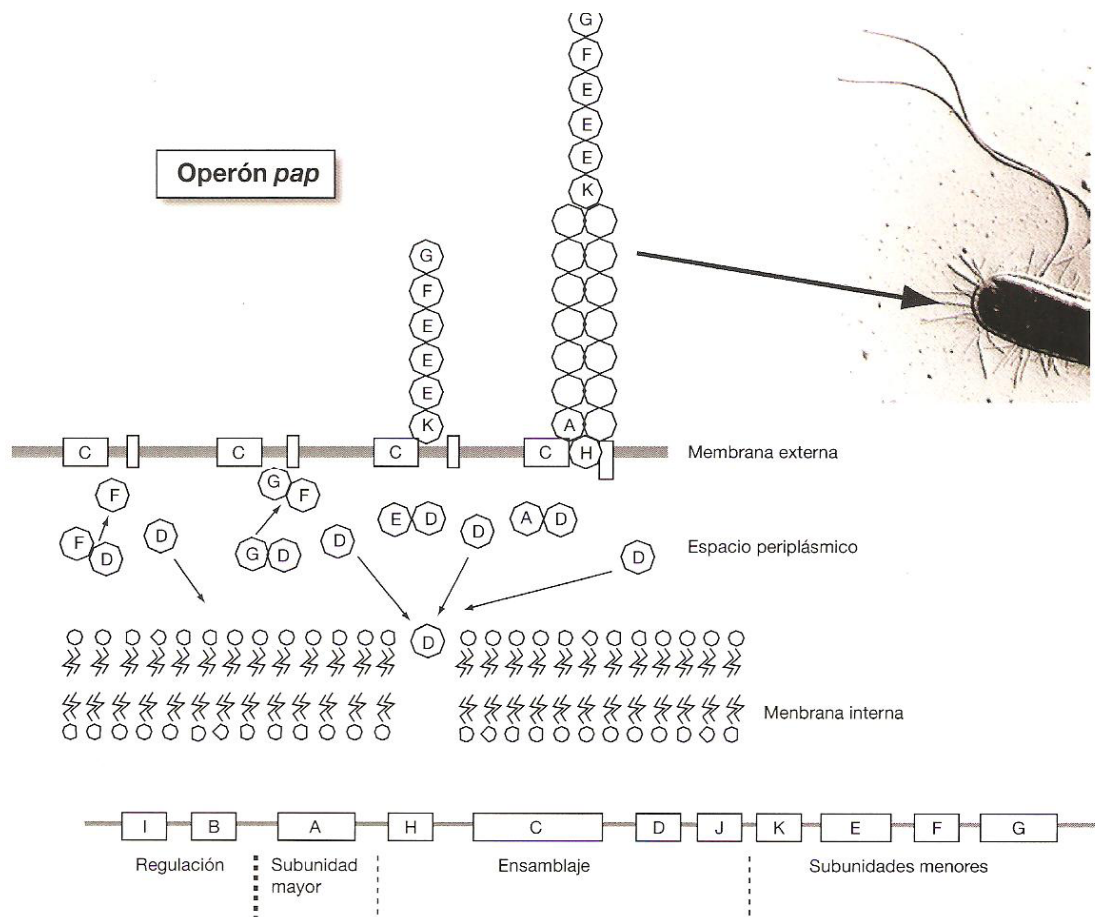 G
F
E
E
E
K
Operón pap
G
F
E
E
E
K
A
C
C
C
C
H
Membrana externa
F
F
D
D
G
F
G
D
D
E
D
D
A
D
D
Espacio periplásmico
D
Menbrana interna
I
B
A
H
C
D
J
K
E
F
G
Regulación
Subunidad
mayor
Ensamblaje
Subunidades menores